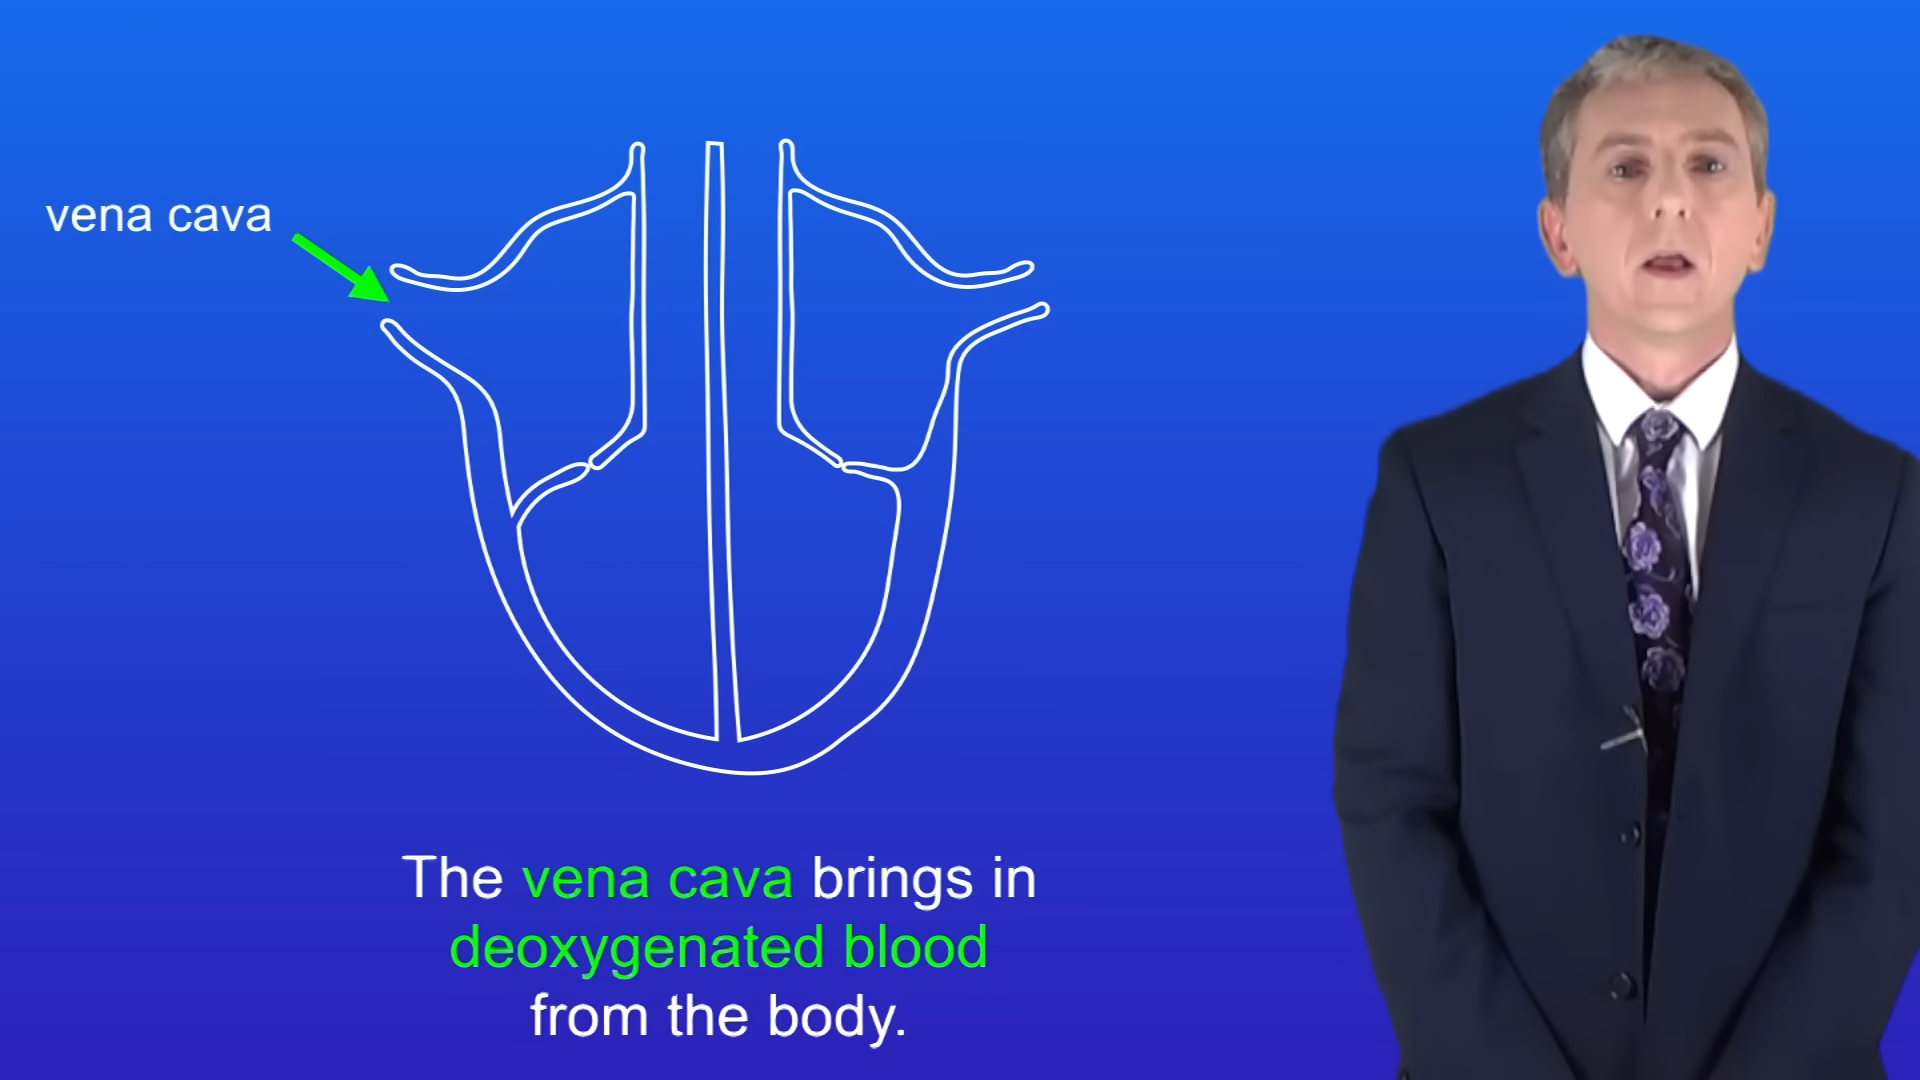 vena cava
The vena cava brings in
deoxygenated blood
from the body.